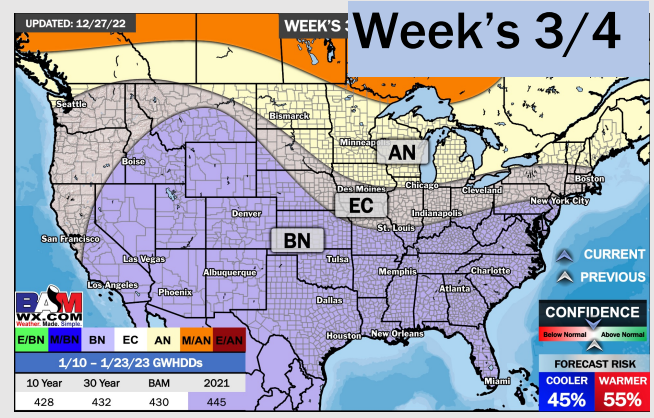 UPDATED: 12/27/22
WEEK'S 3
Week's 3/4
Seattle
Bismarck
Minneapolis
AN
Boise
Boston
Des Moines
Chicago
Cleveland
New York City
EC
Indianapolis
Denver
St. Louis
San Francisco
BN
CURRENT
Las Vegas
Tulsa
PREVIOUS
Albuquerque
Memphis
Charlotte
Los Angeles
Phoenix
Atlanta
Dallas
BAM
WX.COM
Weather. Made. Simple.
CONFIDENCE
Below Normal
Above Normal
Houston
New Orleans
E/BN M/BN BN EC AN M/AN E/AN
1/10 – 1/23/23 GWHDDs
FORECAST RISK
10 Year 30 Year BAM 2021
COOLER WARMER
Miami
428 432 430 445
45% 55%